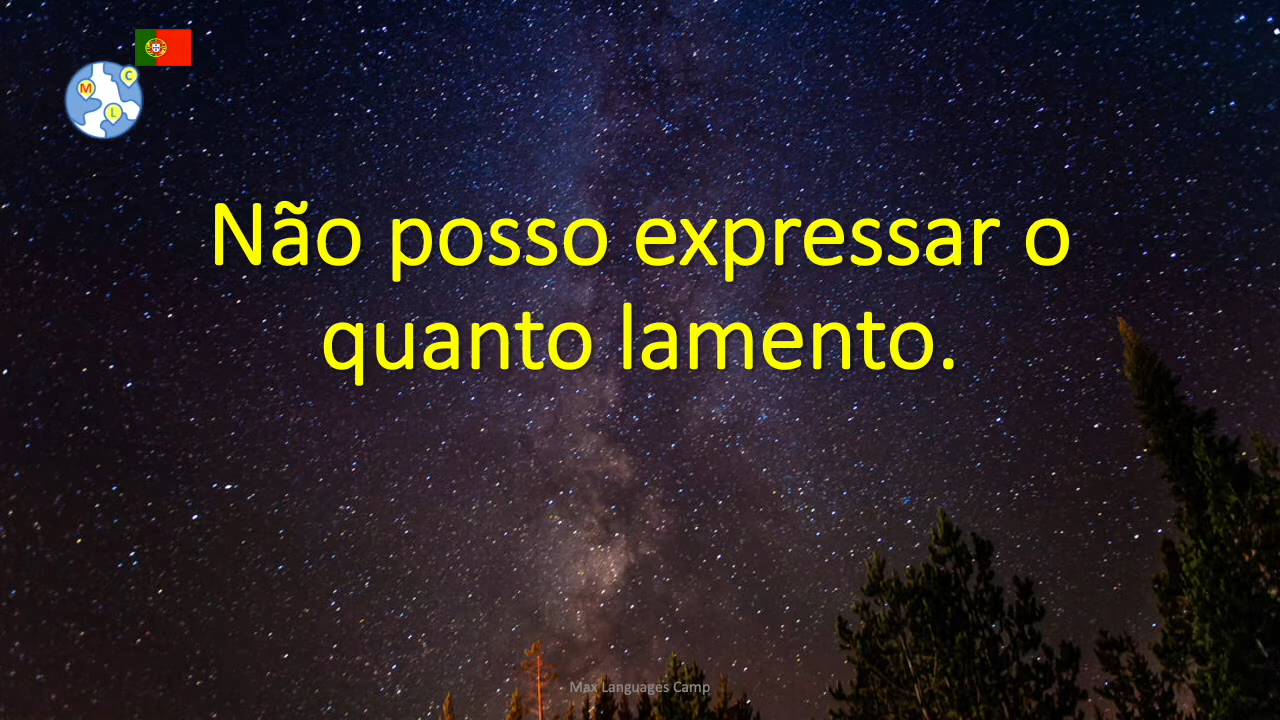 C
M
L
Não posso expressar o
quanto lamento.
Max Languages Camp